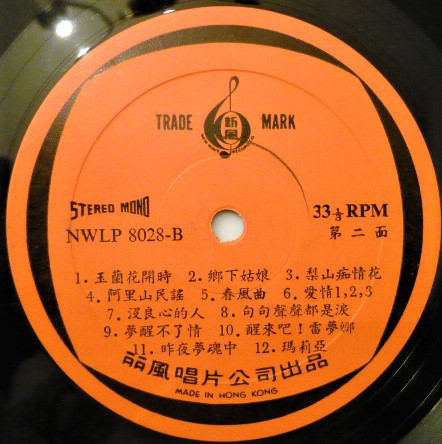 TRADE MARK
新風
STEREO MONO
33⅓ RPM
NWLP 8028-B
第二面
1．玉蘭花開時 2．鄉下姑娘 3．梨山痴情花
4．阿里山民謠 5．春風曲 6．愛情1,2,3
7．沒良心的人 8．句句聲聲都是淚
9．夢醒不了情 10．醒來吧！雷夢娜
11．昨夜夢魂中 12．瑪莉亞
丽風唱片公司出品
MADE IN HONG KONG